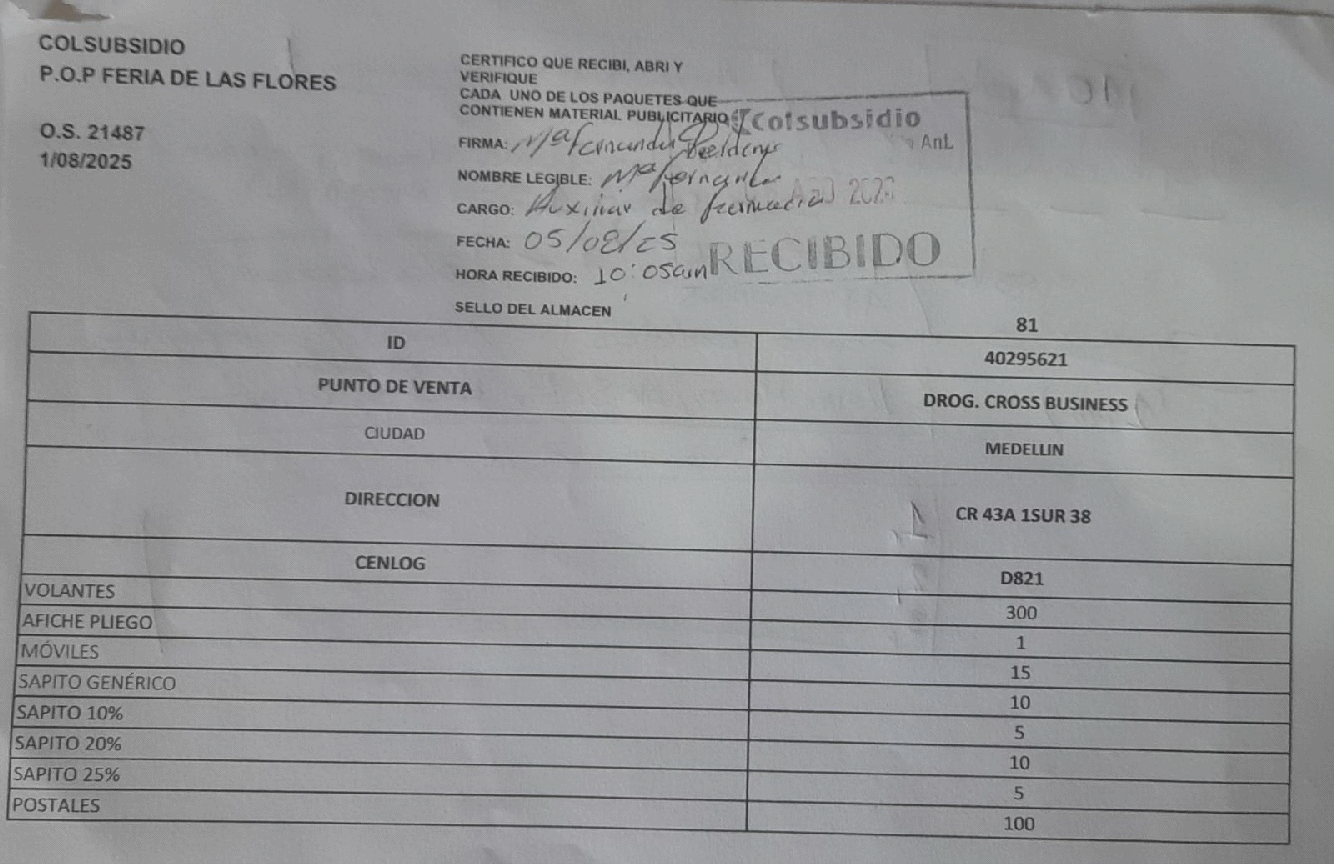 COLSUBSIDIO
P.O.P FERIA DE LAS FLORES
O.S. 21487
1/08/2025
CERTIFICO QUE RECIBI, ABRI Y
VERIFIQUE
CADA UNO DE LOS PAQUETES QUE
CONTIENEN MATERIAL PUBLICITARIO
FIRMA: Mª Fernanda
NOMBRE LEGIBLE: Mª Fernanda
CARGO: Auxiliar de farmacia
FECHA: 05/08/25
HORA RECIBIDO: 10:05am
SELLO DEL ALMACEN
Colsubsidio
RECIBIDO
81
ID 40295621
PUNTO DE VENTA DROG. CROSS BUSINESS
CIUDAD MEDELLIN
DIRECCION CR 43A 1SUR 38
CENLOG D821
VOLANTES 300
AFICHE PLIEGO 1
MÓVILES 15
SAPITO GENÉRICO 10
SAPITO 10% 5
SAPITO 20% 10
SAPITO 25% 5
POSTALES 100